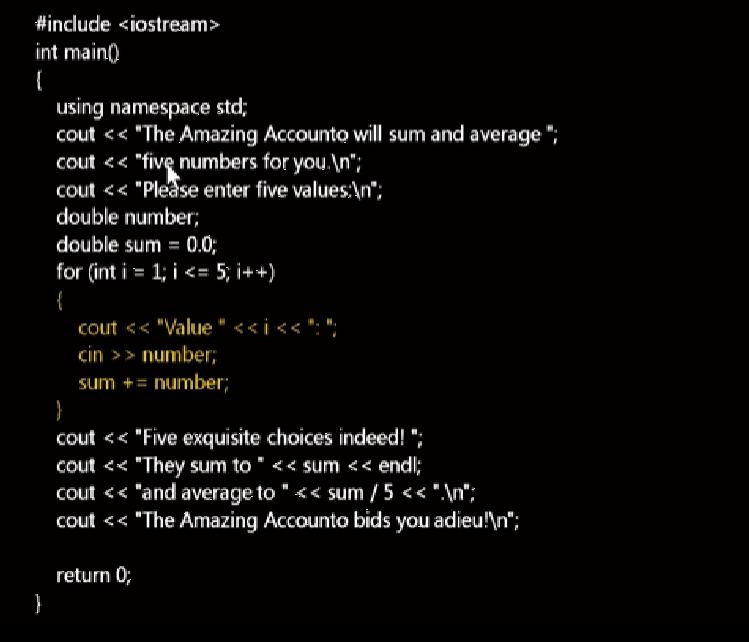 #include <iostream>
int main()
{
using namespace std;
cout << "The Amazing Accounto will sum and average ";
cout << "five numbers for you.\n";
cout << "Please enter five values:\n";
double number;
double sum = 0.0;
for (int i = 1; i <= 5; i++)
{
cout << "Value " << i << ": ";
cin >> number;
sum += number;
}
cout << "Five exquisite choices indeed! ";
cout << "They sum to " << sum << endl;
cout << "and average to " << sum / 5 << ".\n";
cout << "The Amazing Accounto bids you adieu!\n";
return 0;
}